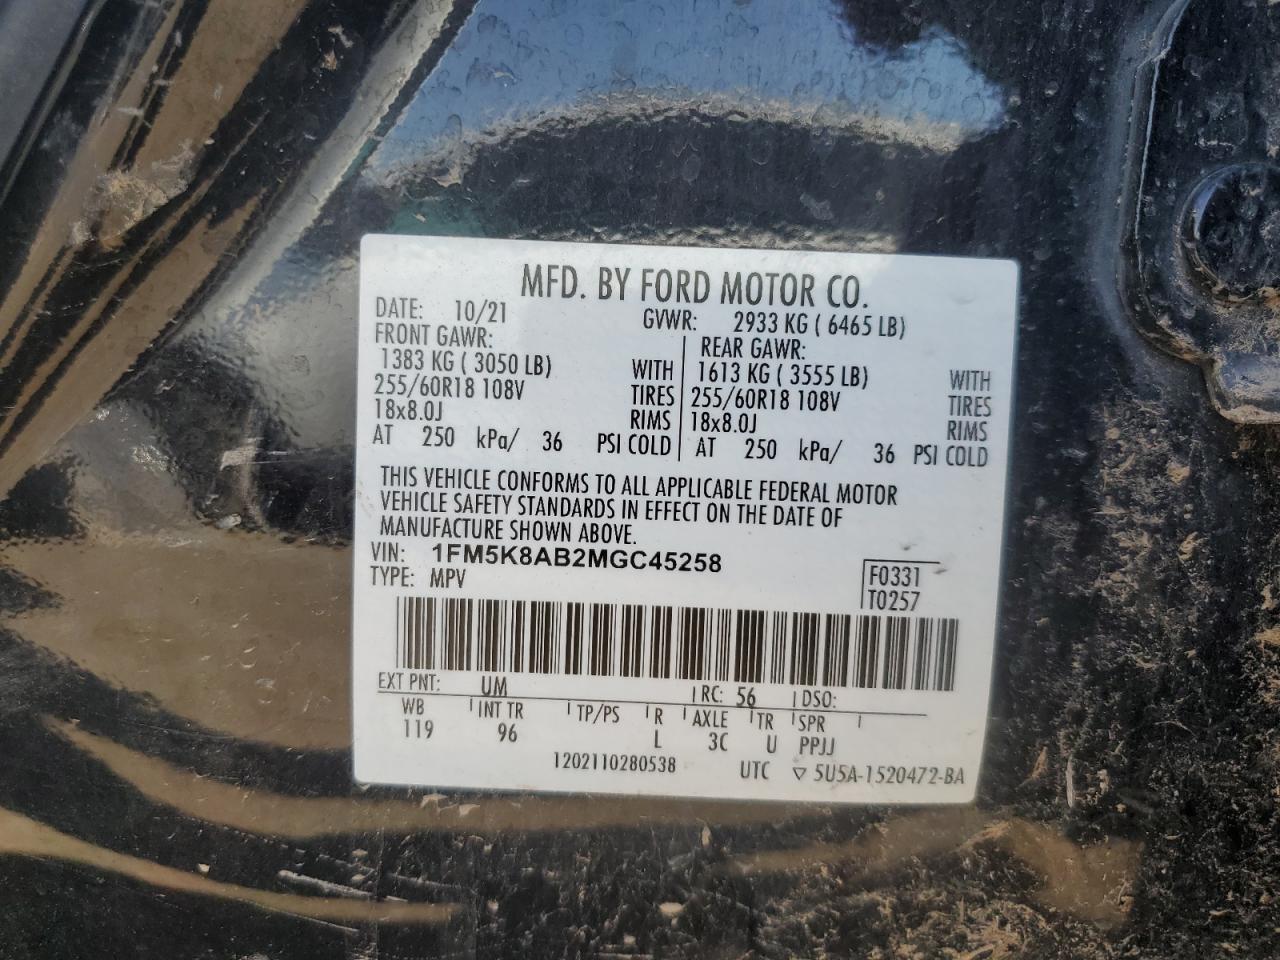 MFD. BY FORD MOTOR CO.
DATE: 10/21 GVWR: 2933 KG ( 6465 LB)
FRONT GAWR: REAR GAWR:
1383 KG ( 3050 LB) WITH 1613 KG ( 3555 LB) WITH
255/60R18 108V TIRES 255/60R18 108V TIRES
18x8.0J RIMS 18x8.0J RIMS
AT 250 kPa/ 36 PSI COLD AT 250 kPa/ 36 PSI COLD
THIS VEHICLE CONFORMS TO ALL APPLICABLE FEDERAL MOTOR
VEHICLE SAFETY STANDARDS IN EFFECT ON THE DATE OF
MANUFACTURE SHOWN ABOVE.
VIN: 1FM5K8AB2MGC45258 F0331
TYPE: MPV T0257
EXT PNT: UM RC: 56 DSO:
WB INT TR TP/PS R AXLE TR SPR
119 96 L 3C U PPJJ
1202110280538 UTC ▽ 5U5A-1520472-BA